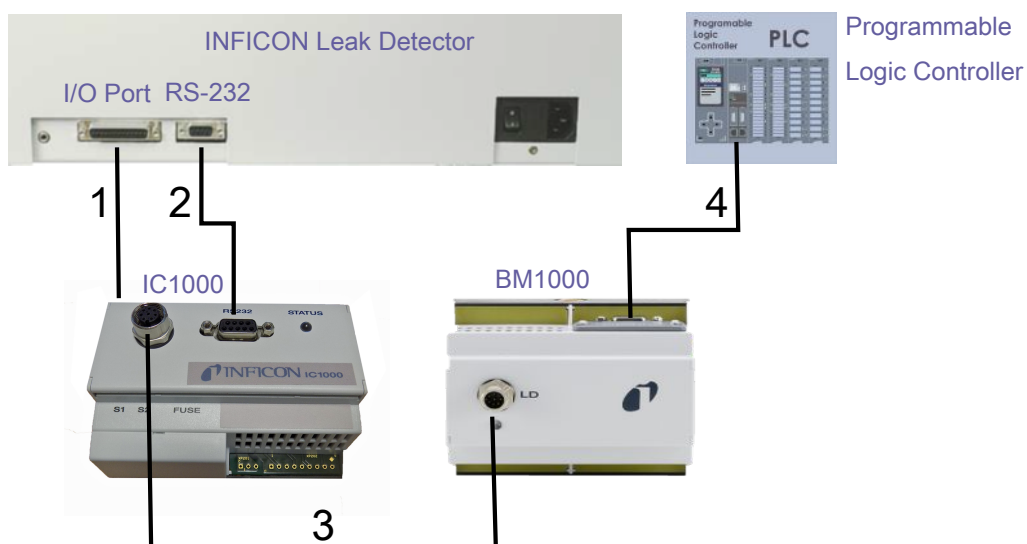 INFICON Leak Detector
I/O Port RS-232
Programable
Logic
Controller
PLC
Programmable
Logic Controller
1
2
4
IC1000
RS232
STATUS
INFICON IC1000
S1 S2 FUSE
BM1000
LD
3